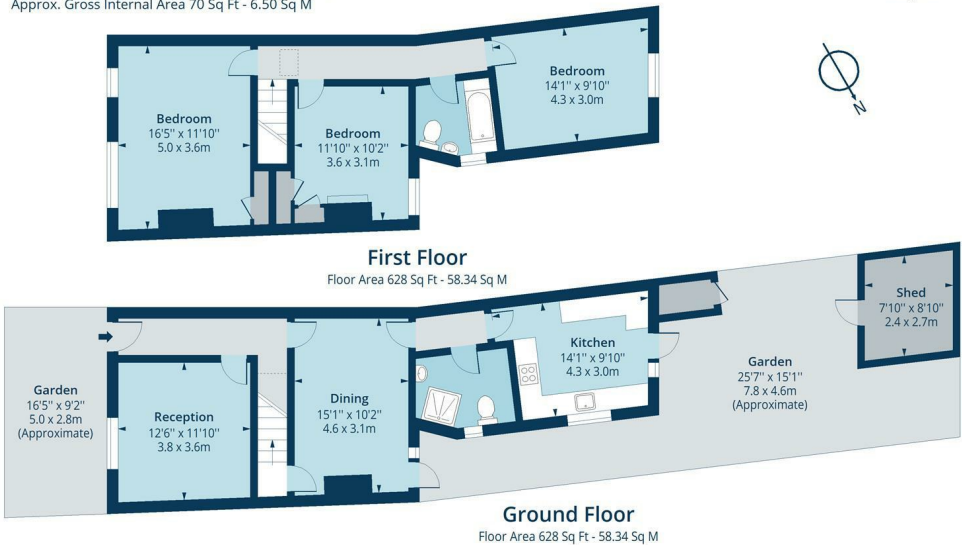 Approx. Gross Internal Area 70 Sq Ft - 6.50 Sq M
Bedroom
16'5'' x 11'10''
5.0 x 3.6m
Bedroom
11'10'' x 10'2''
3.6 x 3.1m
Bedroom
14'1'' x 9'10''
4.3 x 3.0m
N
First Floor
Floor Area 628 Sq Ft - 58.34 Sq M
Garden
16'5'' x 9'2''
5.0 x 2.8m
(Approximate)
Reception
12'6'' x 11'10''
3.8 x 3.6m
Dining
15'1'' x 10'2''
4.6 x 3.1m
Kitchen
14'1'' x 9'10''
4.3 x 3.0m
Garden
25'7'' x 15'1''
7.8 x 4.6m
(Approximate)
Shed
7'10'' x 8'10''
2.4 x 2.7m
Ground Floor
Floor Area 628 Sq Ft - 58.34 Sq M